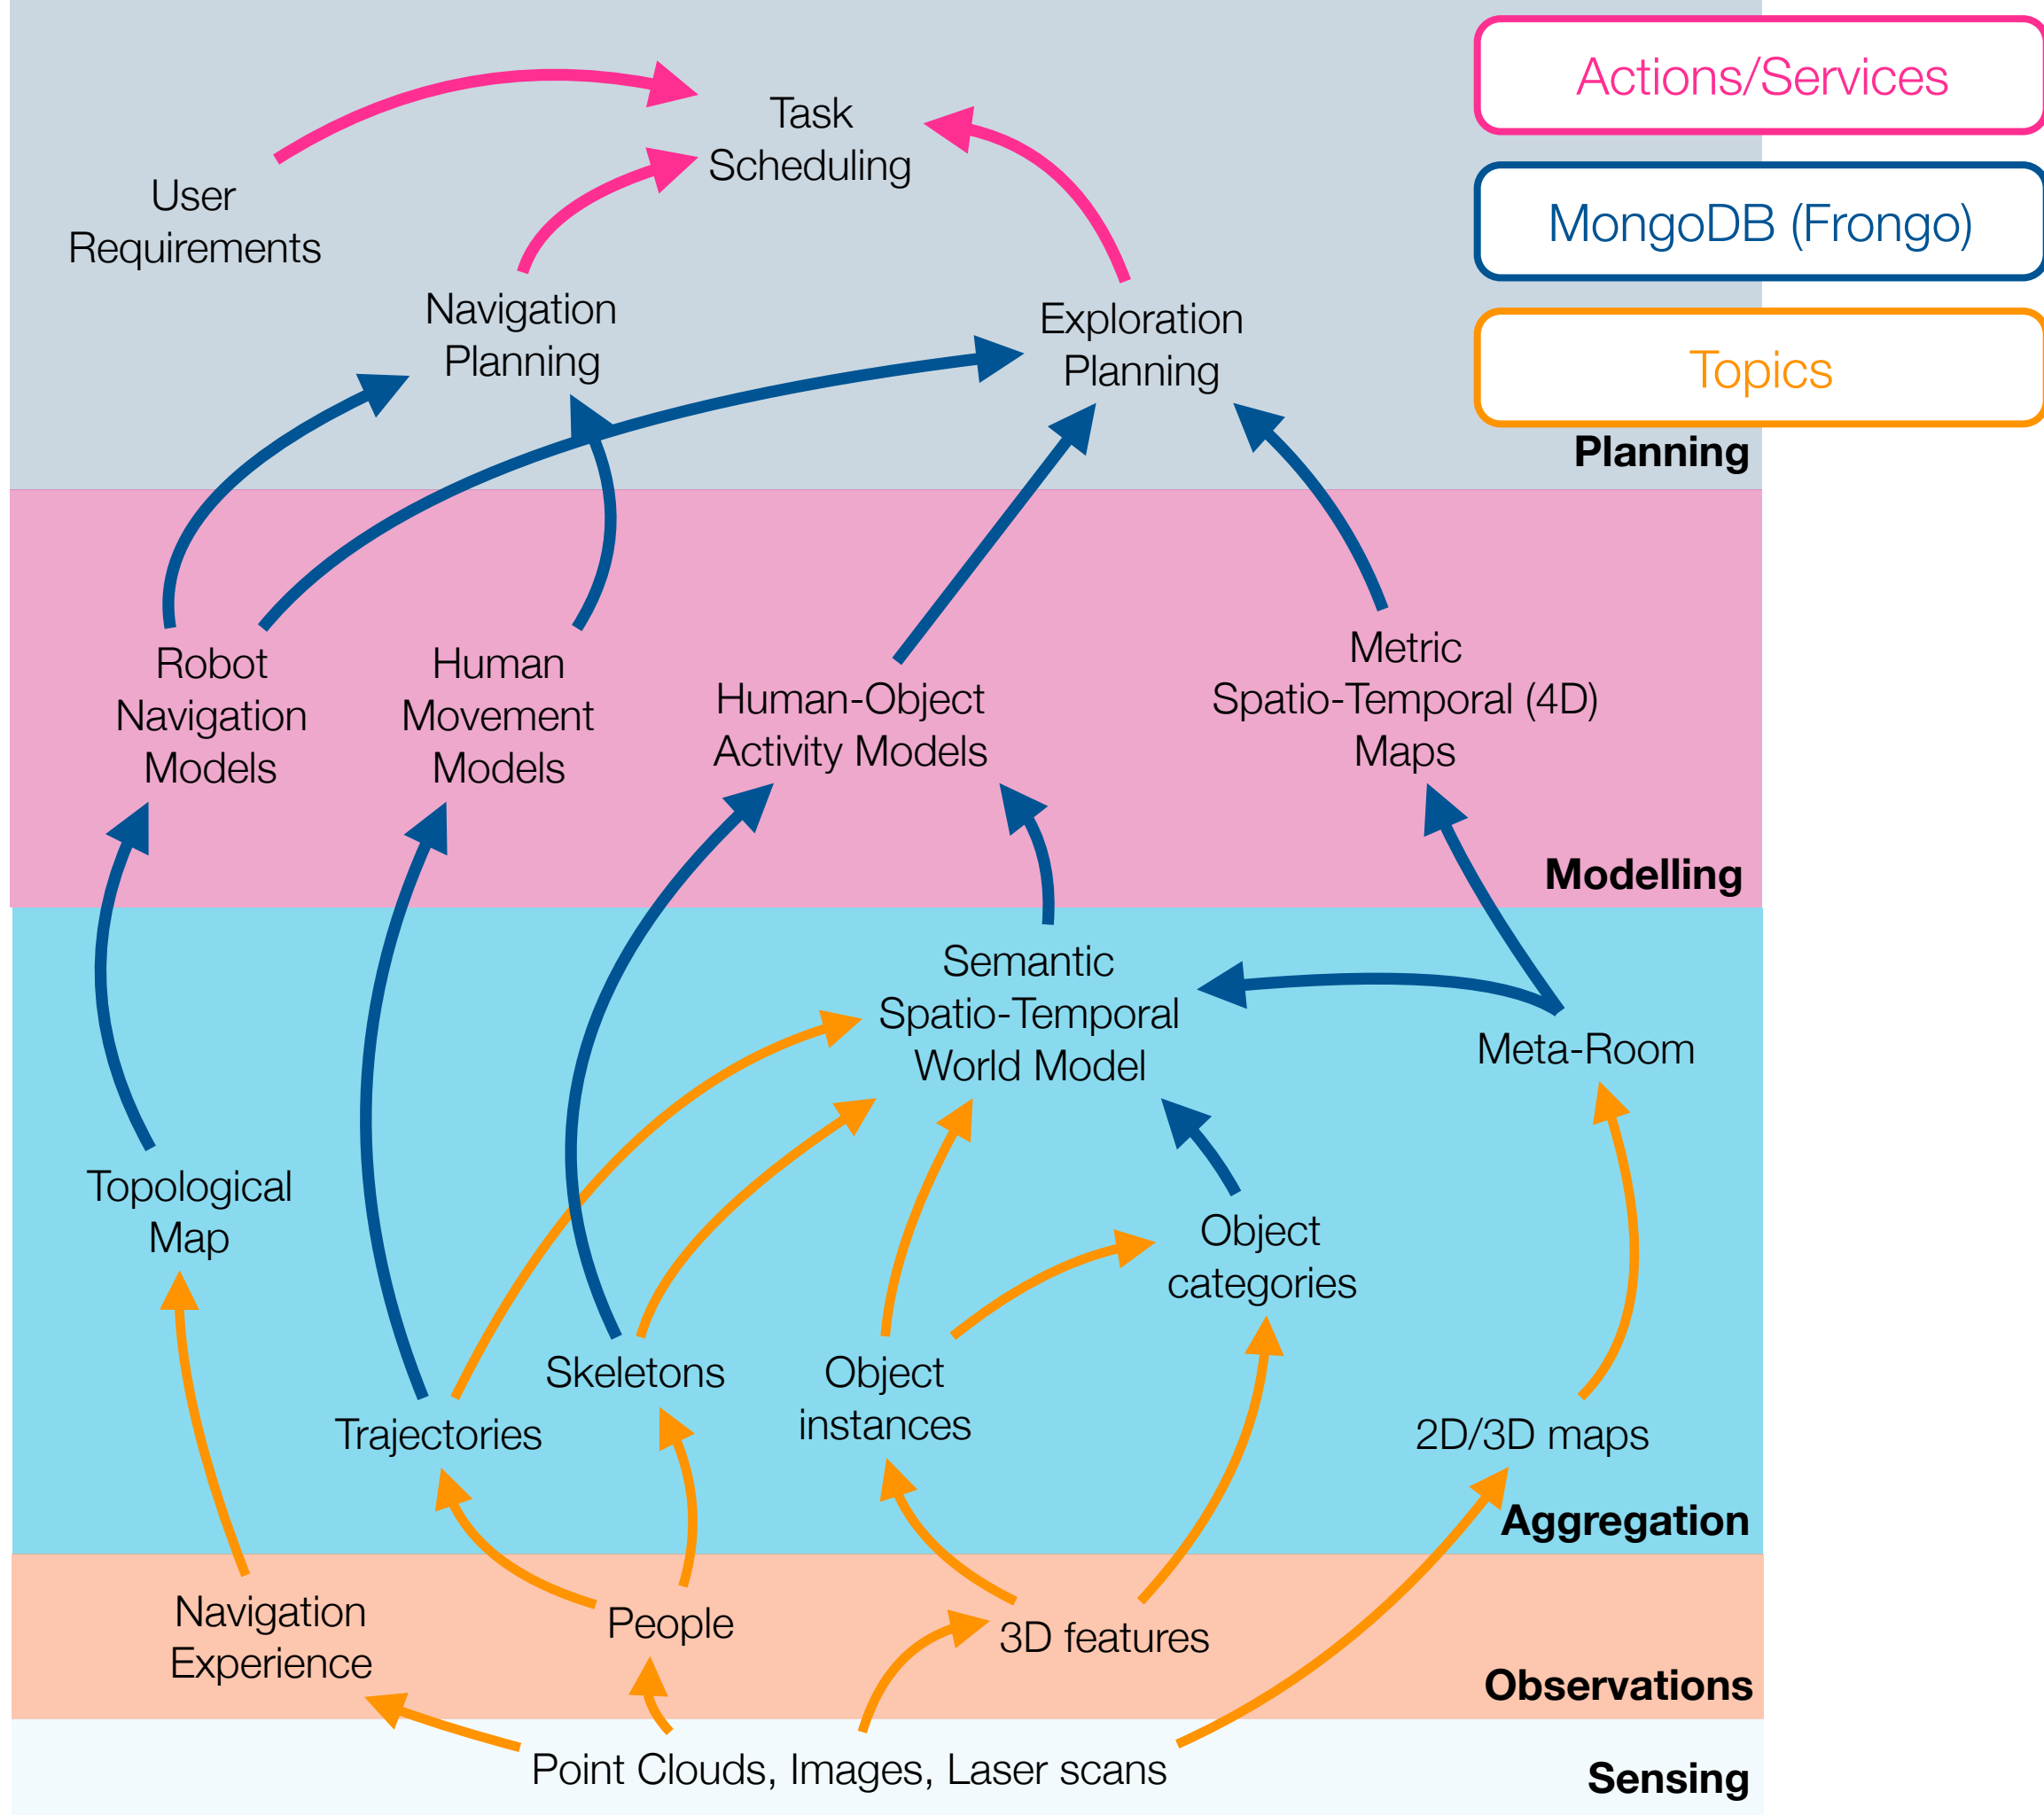 Actions/Services
MongoDB (Frongo)
Topics
Task
Scheduling
User
Requirements
Navigation
Planning
Exploration
Planning
Planning
Robot
Navigation
Models
Human
Movement
Models
Human-Object
Activity Models
Metric
Spatio-Temporal (4D)
Maps
Modelling
Semantic
Spatio-Temporal
World Model
Meta-Room
Topological
Map
Object
categories
Skeletons
Object
instances
Trajectories
2D/3D maps
Aggregation
Navigation
Experience
People
3D features
Observations
Point Clouds, Images, Laser scans
Sensing